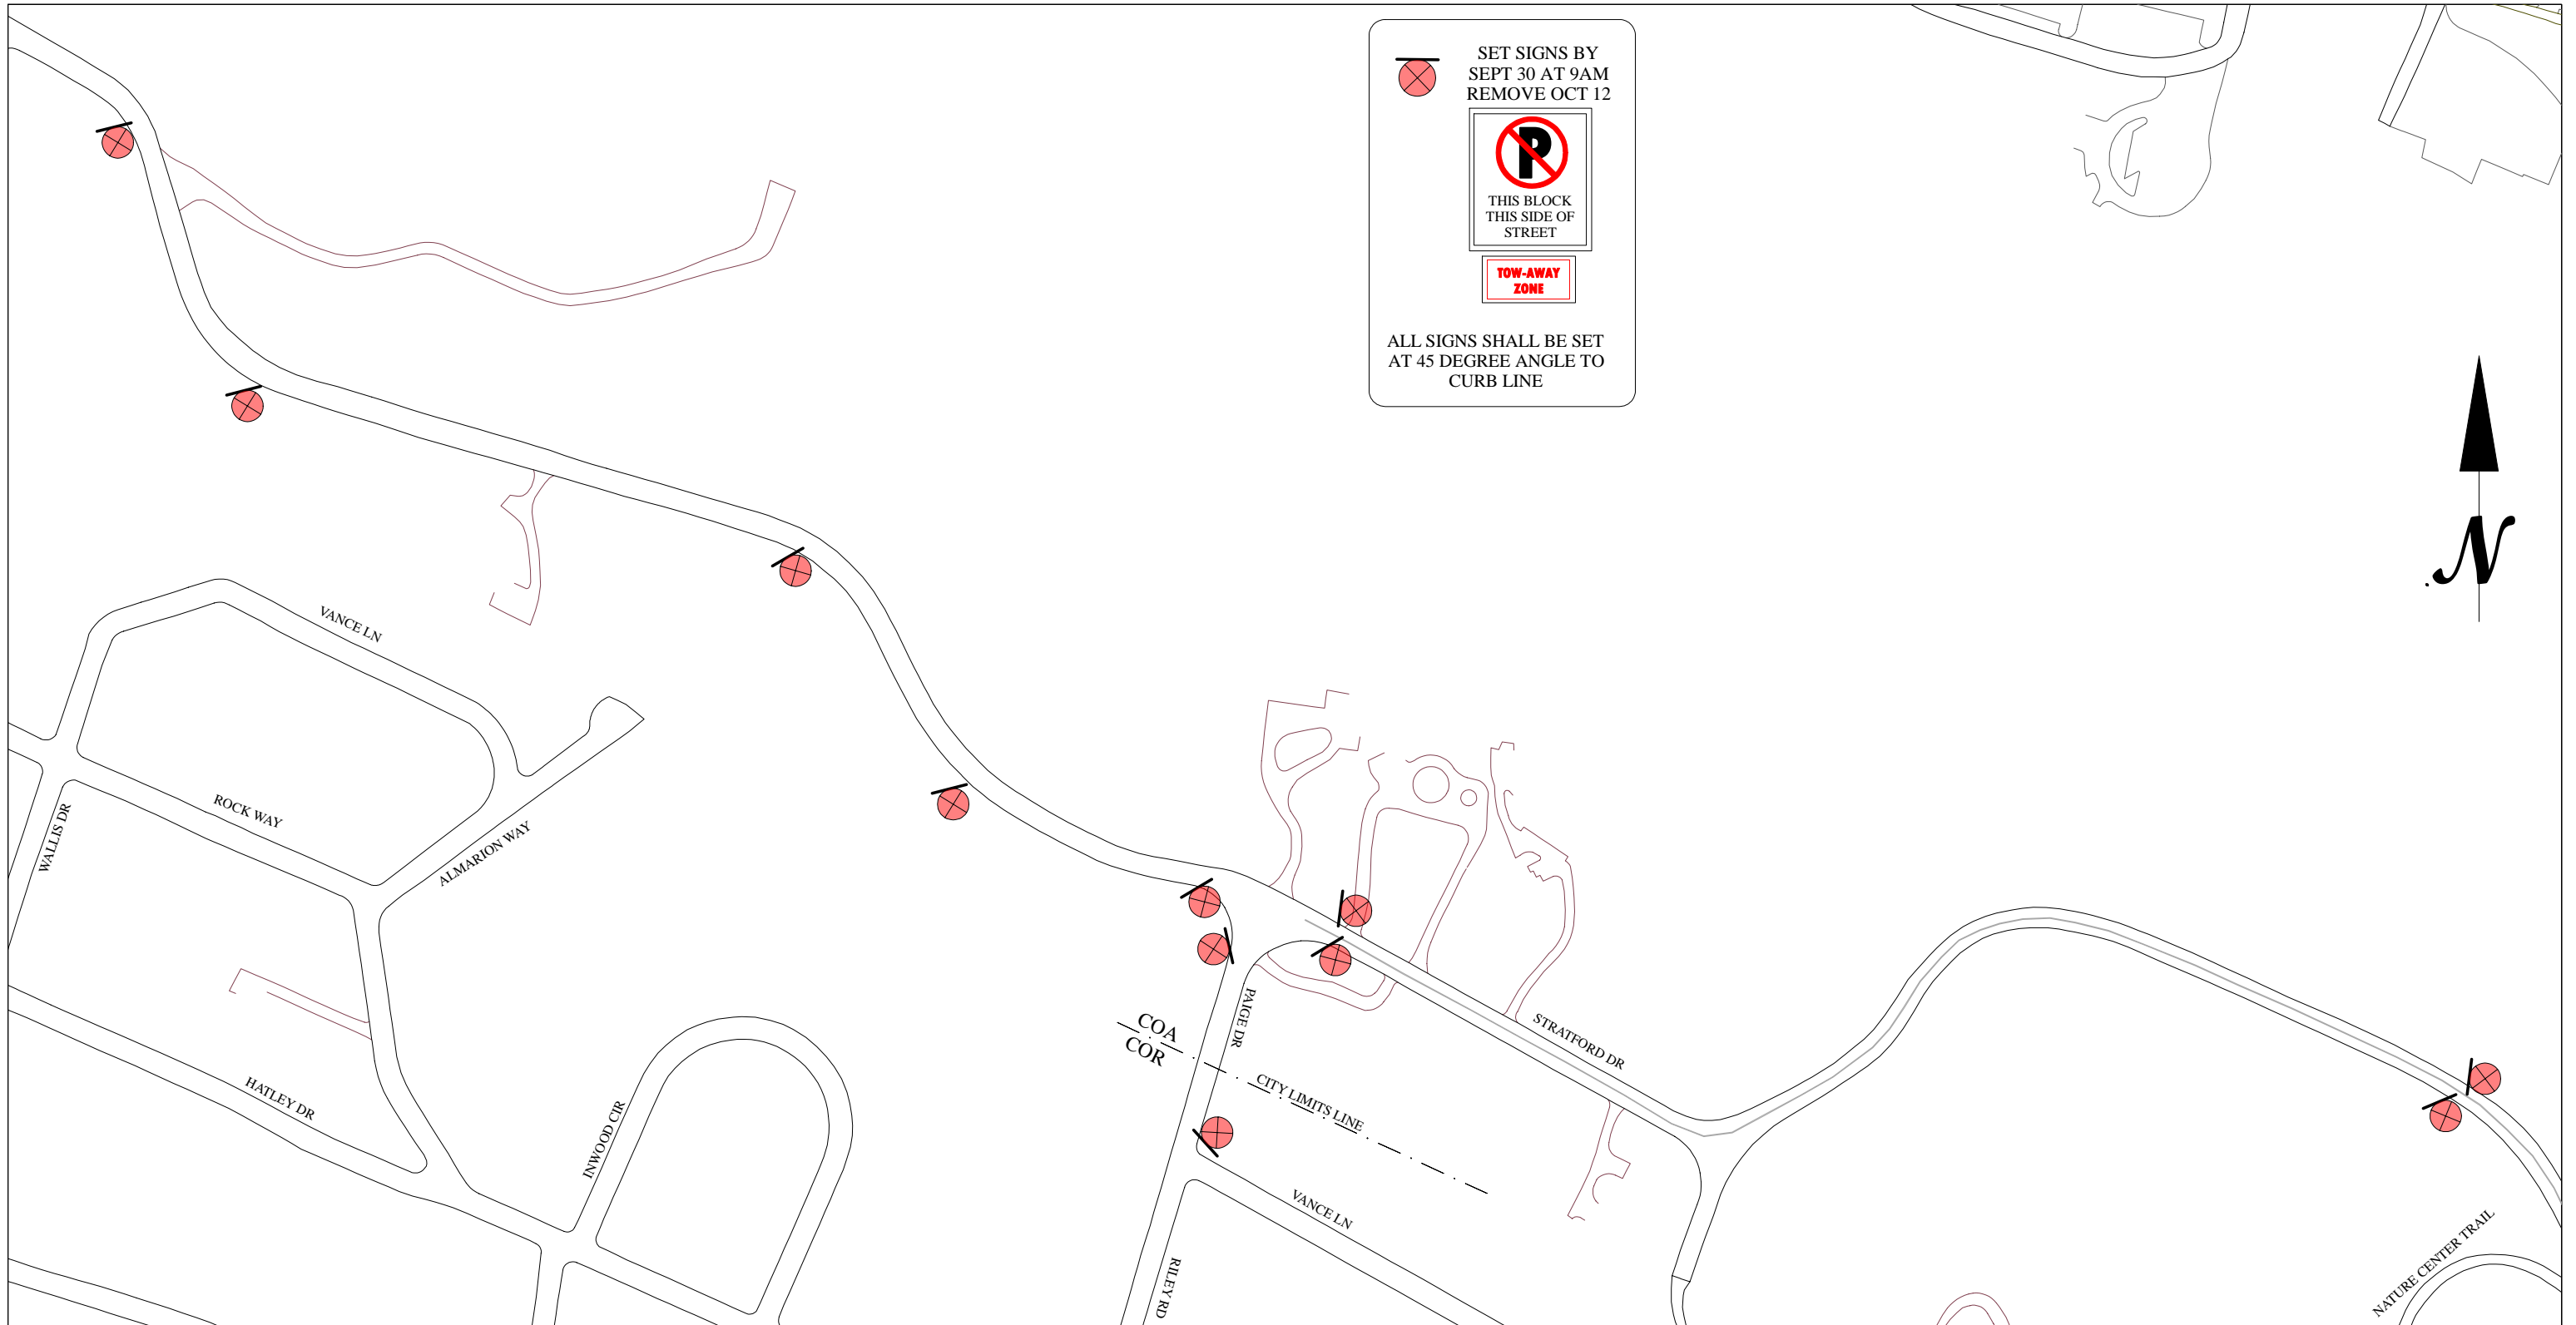 SET SIGNS BY
SEPT 30 AT 9AM
REMOVE OCT 12
P
THIS BLOCK
THIS SIDE OF
STREET
TOW-AWAY
ZONE
ALL SIGNS SHALL BE SET
AT 45 DEGREE ANGLE TO
CURB LINE
N
VANCE LN
ROCK WAY
WALLIS DR
ALMARION WAY
HATLEY DR
INWOOD CIR
COA
COR
PAIGE DR
CITY LIMITS LINE
STRATFORD DR
VANCE LN
RILEY RD
NATURE CENTER TRAIL